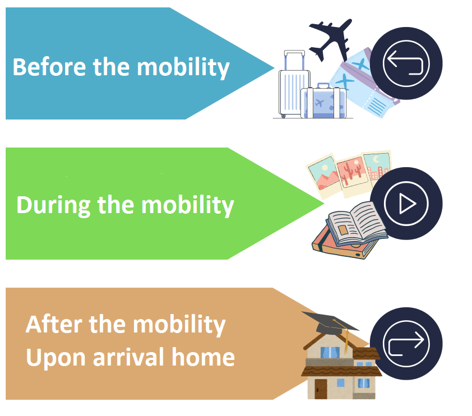 Before the mobility
During the mobility
After the mobility
Upon arrival home